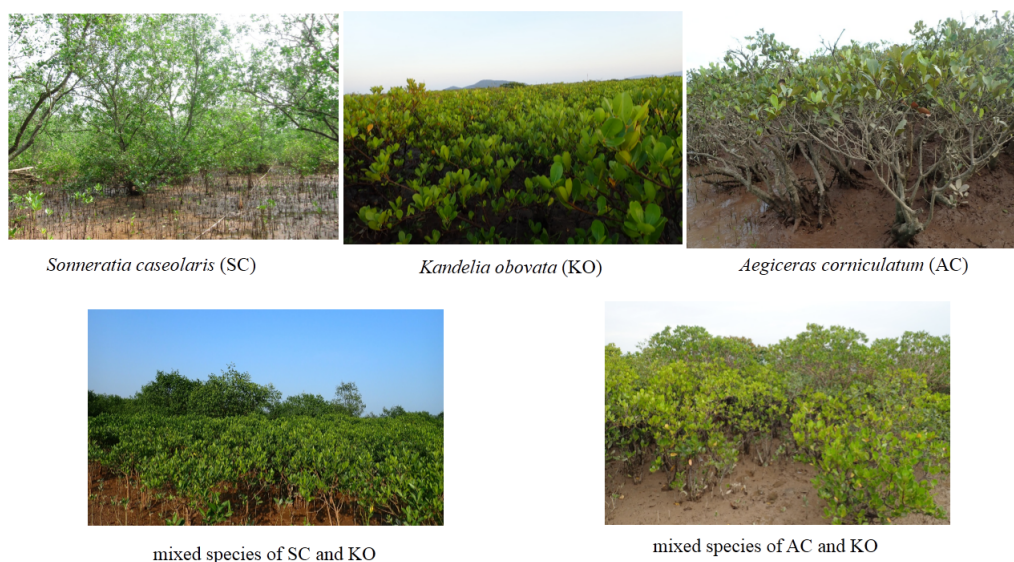 Sonneratia caseolaris (SC)
Kandelia obovata (KO)
Aegiceras corniculatum (AC)
mixed species of SC and KO
mixed species of AC and KO